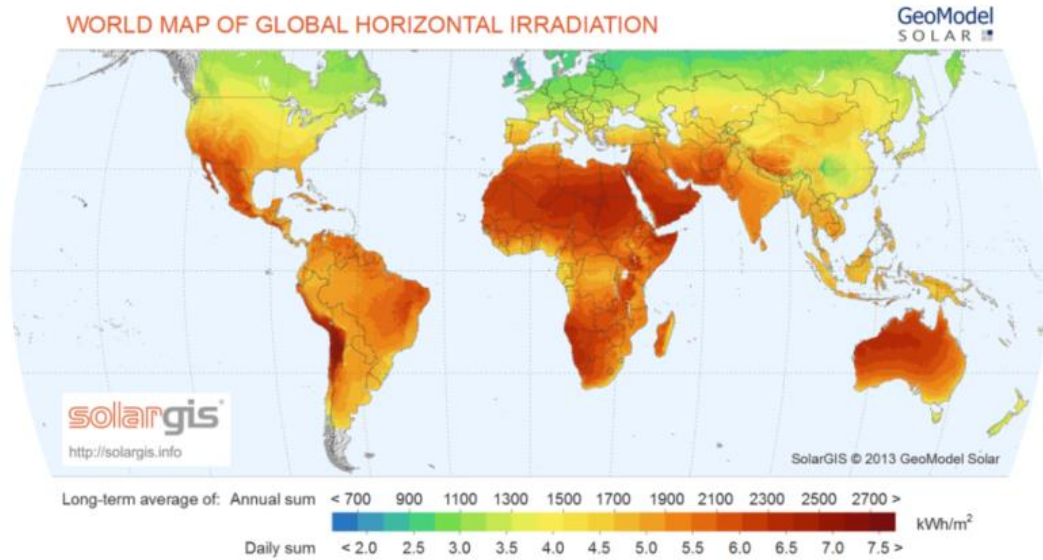 WORLD MAP OF GLOBAL HORIZONTAL IRRADIATION
GeoModel
SOLAR
solargis
http://solargis.info
SolarGIS © 2013 GeoModel Solar
Long-term average of: Annual sum < 700 900 1100 1300 1500 1700 1900 2100 2300 2500 2700 >
kWh/m²
Daily sum < 2.0 2.5 3.0 3.5 4.0 4.5 5.0 5.5 6.0 6.5 7.0 7.5 >